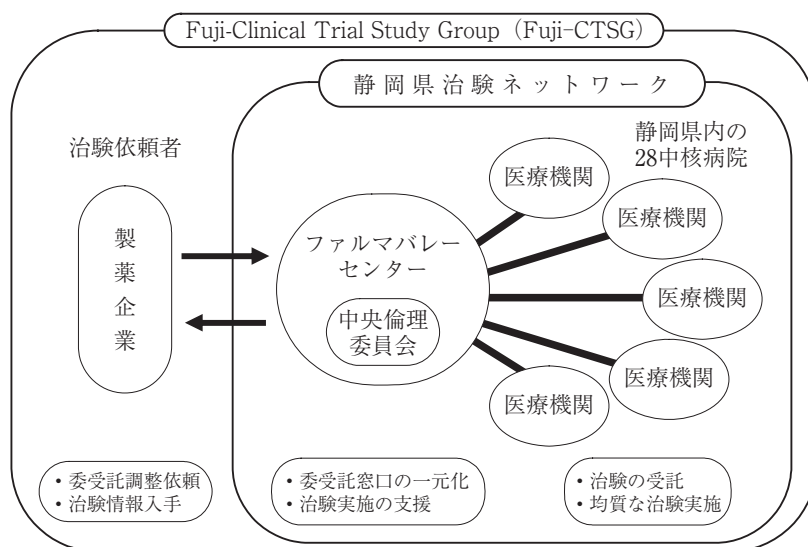 Fuji-Clinical Trial Study Group (Fuji-CTSG)
静岡県治験ネットワーク
治験依頼者
製薬企業
ファルマバレー
センター
中央倫理
委員会
静岡県内の
28中核病院
医療機関
医療機関
医療機関
医療機関
医療機関
・委受託調整依頼
・治験情報入手
・委受託窓口の一元化
・治験実施の支援
・治験の受託
・均質な治験実施